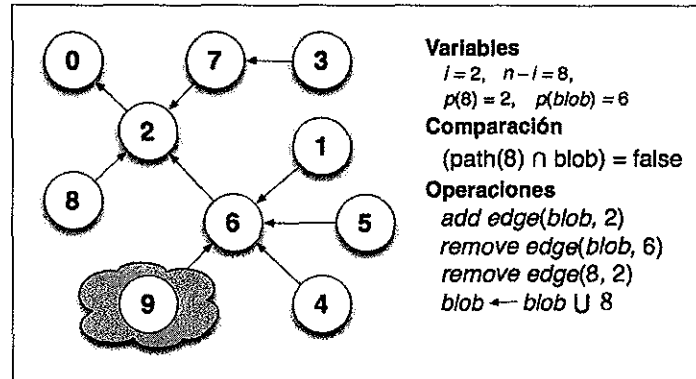 0
7
3
2
1
8
6
5
9
4
Variables
i = 2, n – i = 8,
p(8) = 2, p(blob) = 6
Comparación
(path(8) ∩ blob) = false
Operaciones
add edge(blob, 2)
remove edge(blob, 6)
remove edge(8, 2)
blob ← blob ∪ 8